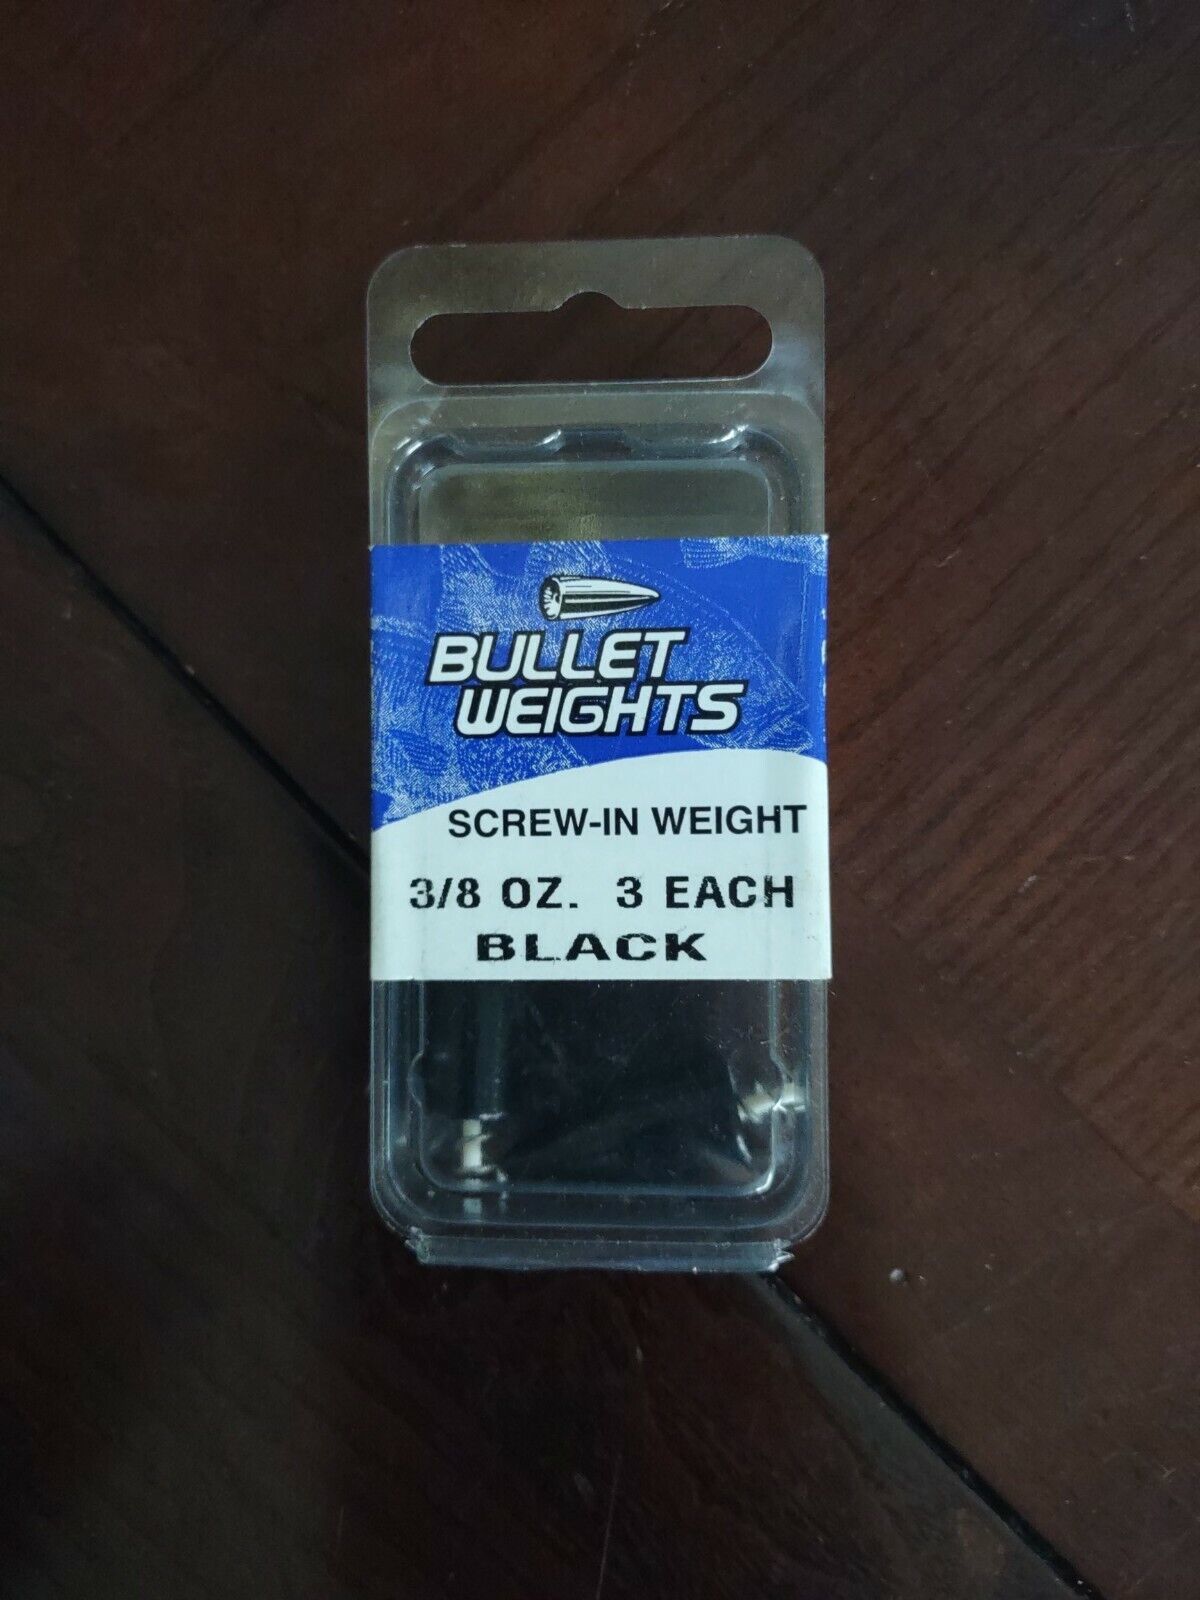 BULLET
WEIGHTS
SCREW-IN WEIGHT
3/8 OZ. 3 EACH
BLACK